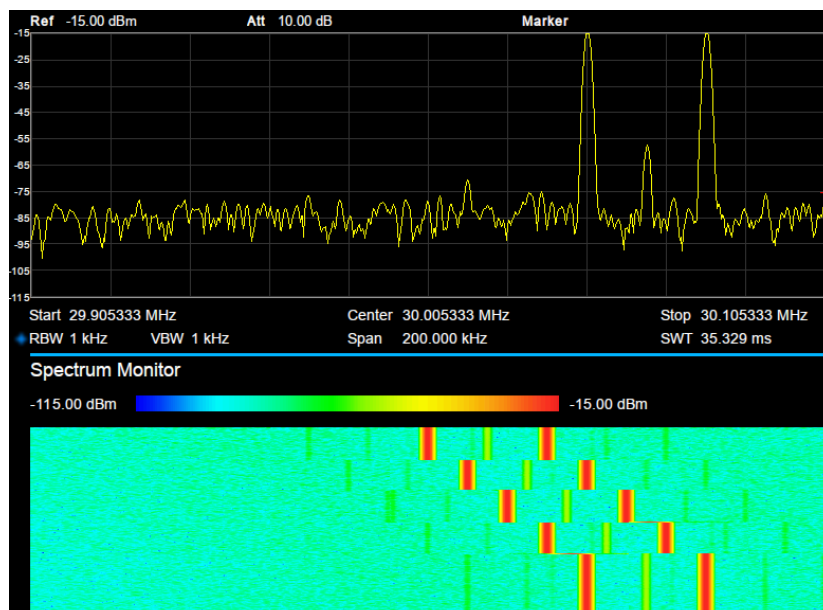 Ref -15.00 dBm Att 10.00 dB Marker
-15
-25
-35
-45
-55
-65
-75
-85
-95
-105
-115
Start 29.905333 MHz Center 30.005333 MHz Stop 30.105333 MHz
RBW 1 kHz VBW 1 kHz Span 200.000 kHz SWT 35.329 ms
Spectrum Monitor
-115.00 dBm -15.00 dBm